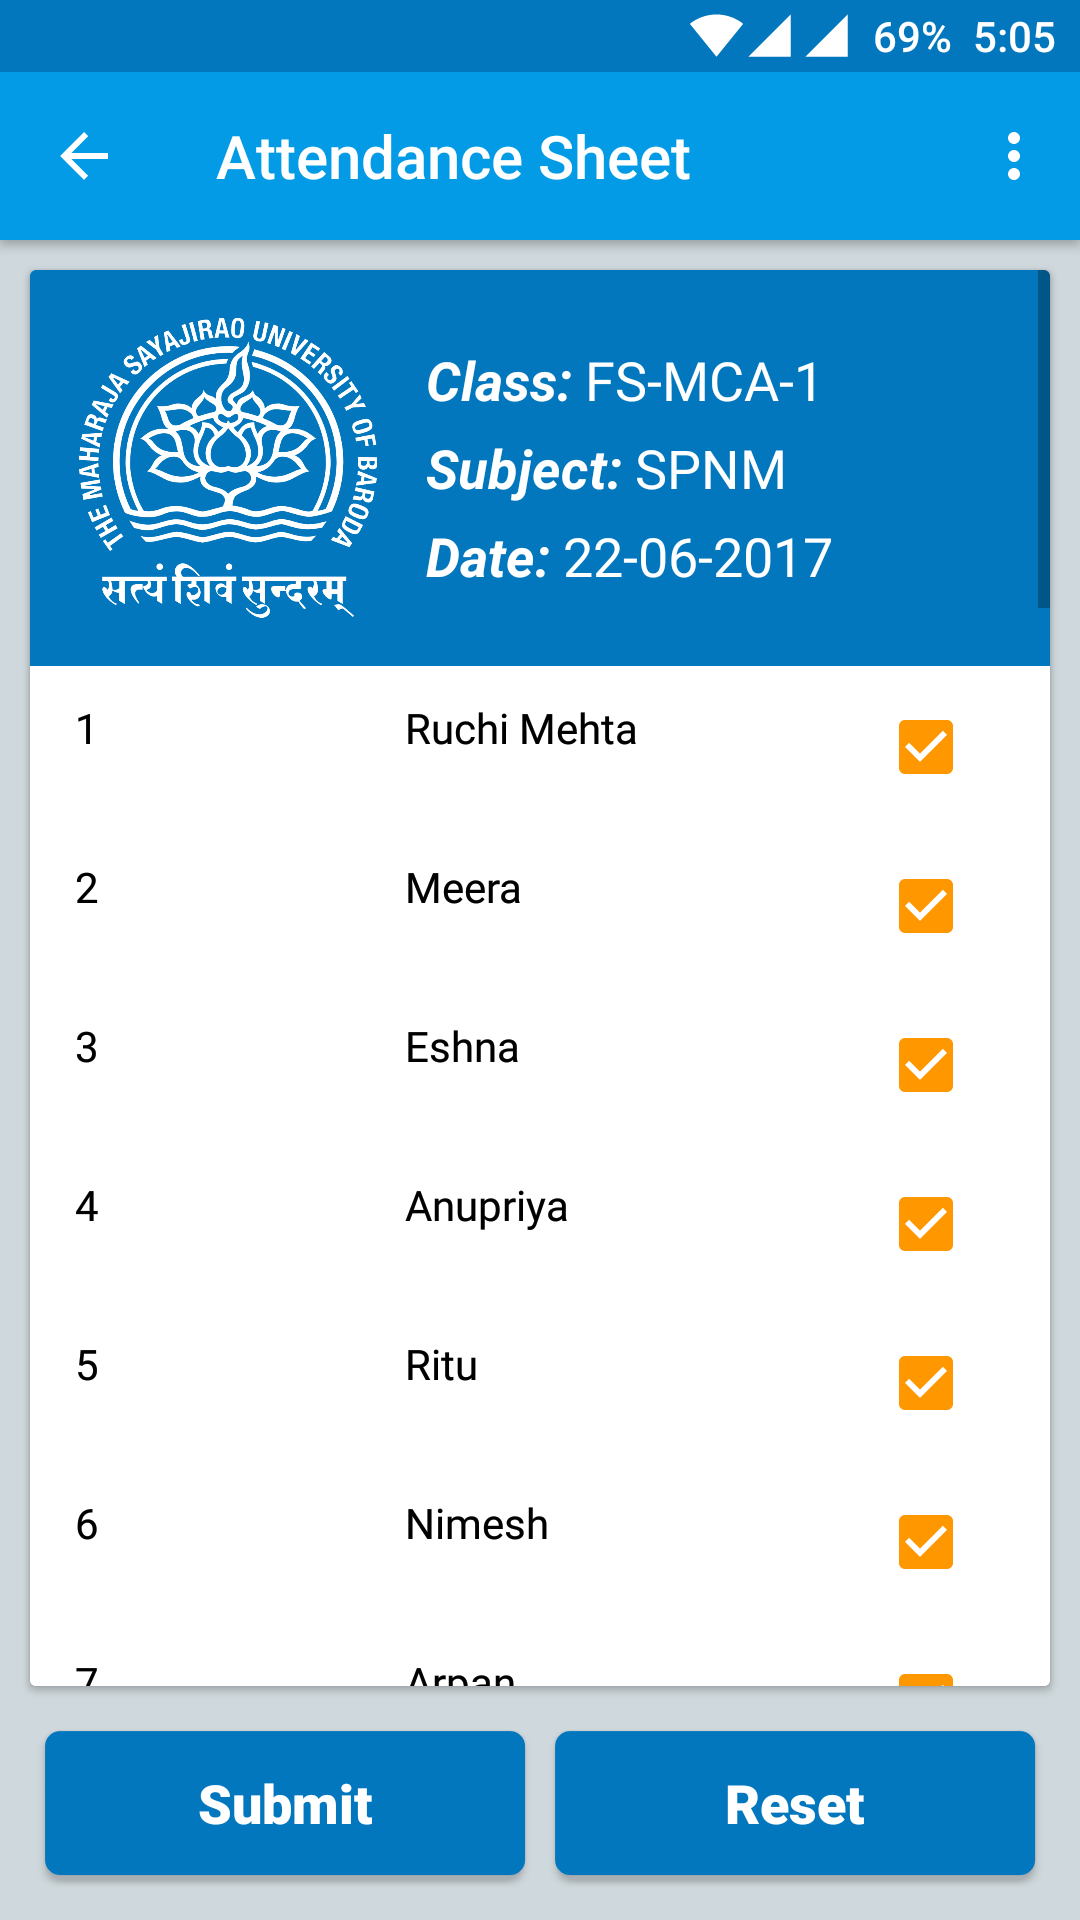 69% 5:05
Attendance Sheet
THE MAHARAJA SAYAJIRAO UNIVERSITY OF BARODA
सत्यं शिवं सुन्दरम्
Class: FS-MCA-1
Subject: SPNM
Date: 22-06-2017
1 Ruchi Mehta
2 Meera
3 Eshna
4 Anupriya
5 Ritu
6 Nimesh
7 Arpan
Submit Reset